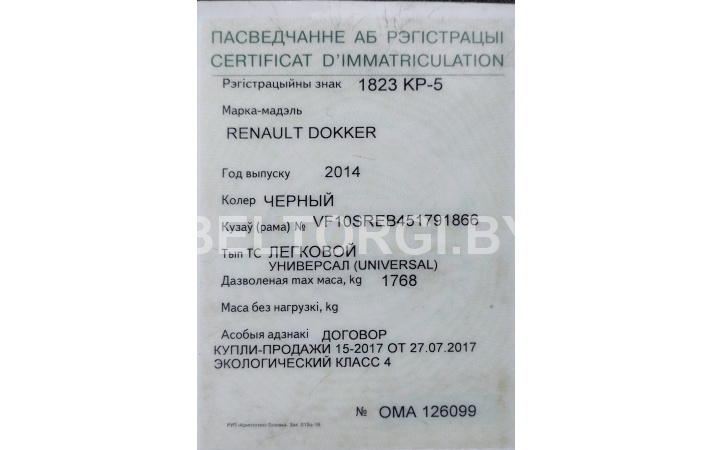 ПАСВЕДЧАННЕ АБ РЭГІСТРАЦЫІ
CERTIFICAT D'IMMATRICULATION
Рэгістрацыйны знак 1823 KP-5
Марка-мадэль
RENAULT DOKKER
Год выпуску 2014
Колер ЧЕРНЫЙ
Кузаў (рама) № VF10SREB451791866
BELTORGI.BY
Тып ТС ЛЕГКОВОЙ
УНИВЕРСАЛ (UNIVERSAL)
Дазволеная max маса, kg 1768
Маса без нагрузкі, kg
Асобыя адзнакі ДОГОВОР
КУПЛИ-ПРОДАЖИ 15-2017 ОТ 27.07.2017
ЭКОЛОГИЧЕСКИЙ КЛАСС 4
№ OMA 126099